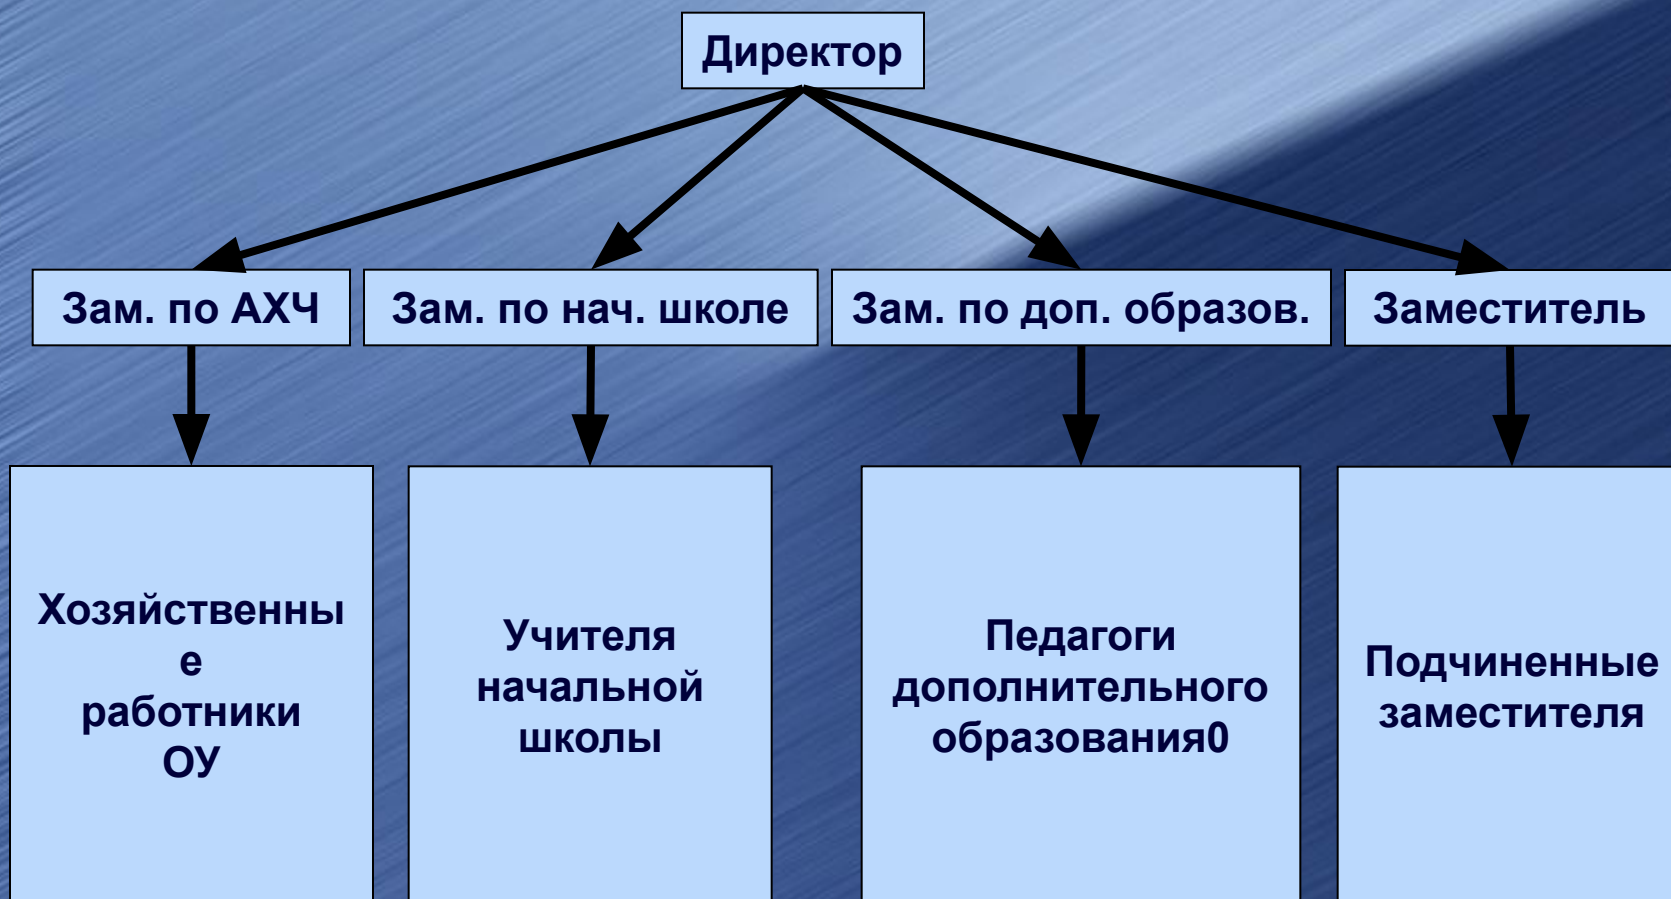 Директор
Зам. по АХЧ
Зам. по нач. школе
Зам. по доп. образов.
Заместитель
Хозяйственны
е
работники
ОУ
Учителя
начальной
школы
Педагоги
дополнительного
образования0
Подчиненные
заместителя